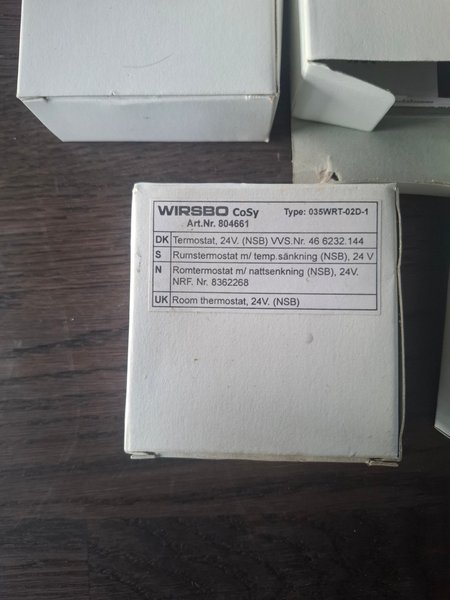 WIRSBO CoSy Type: 035WRT-02D-1
Art.Nr. 804661
DK Termostat, 24V. (NSB) VVS.Nr. 46 6232.144
S Rumstermostat m/ temp.sänkning (NSB), 24 V
N Romtermostat m/ nattsenkning (NSB), 24V.
NRF. Nr. 8362268
UK Room thermostat, 24V. (NSB)